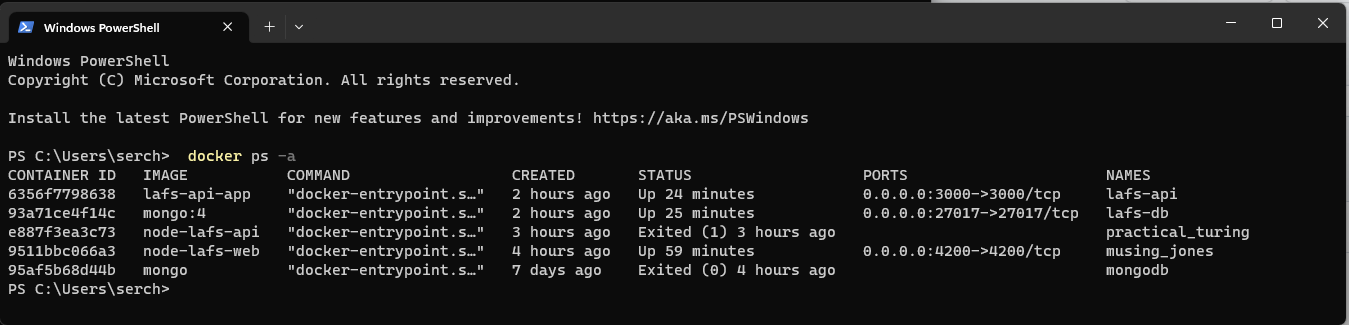 Windows PowerShell
Windows PowerShell
Copyright (C) Microsoft Corporation. All rights reserved.
Install the latest PowerShell for new features and improvements! https://aka.ms/PSWindows
PS C:\Users\serch>  docker ps -a
CONTAINER ID   IMAGE           COMMAND                  CREATED       STATUS                   PORTS                      NAMES
6356f7798638   lafs-api-app    "docker-entrypoint.s…"   2 hours ago   Up 24 minutes            0.0.0.0:3000->3000/tcp     lafs-api
93a71ce4f14c   mongo:4         "docker-entrypoint.s…"   2 hours ago   Up 25 minutes            0.0.0.0:27017->27017/tcp   lafs-db
e887f3ea3c73   node-lafs-api   "docker-entrypoint.s…"   3 hours ago   Exited (1) 3 hours ago                              practical_turing
9511bbc066a3   node-lafs-web   "docker-entrypoint.s…"   4 hours ago   Up 59 minutes            0.0.0.0:4200->4200/tcp     musing_jones
95af5b68d44b   mongo           "docker-entrypoint.s…"   7 days ago    Exited (0) 4 hours ago                              mongodb
PS C:\Users\serch>